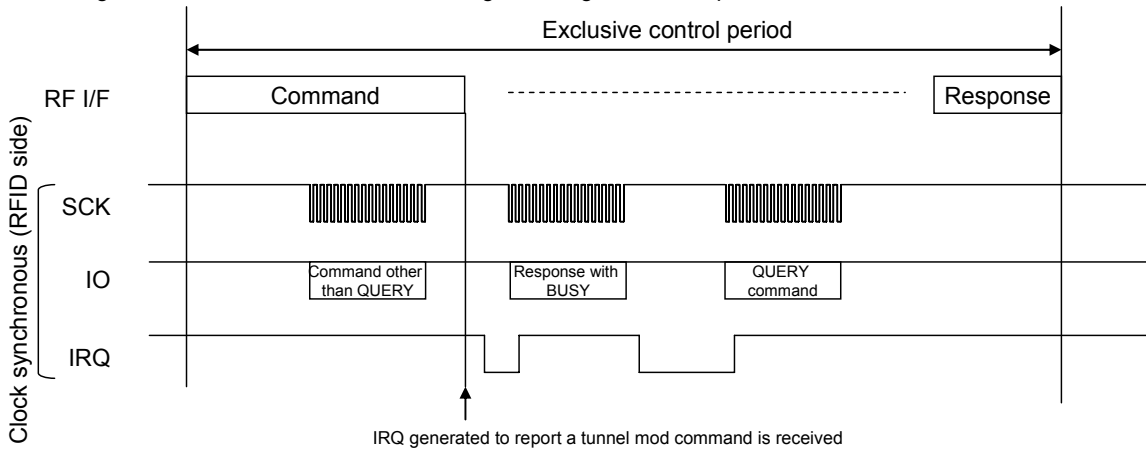 Exclusive control period
RF I/F
Command
Response
Clock synchronous (RFID side)
SCK
IO
Command other
than QUERY
Response with
BUSY
QUERY
command
IRQ
IRQ generated to report a tunnel mod command is received